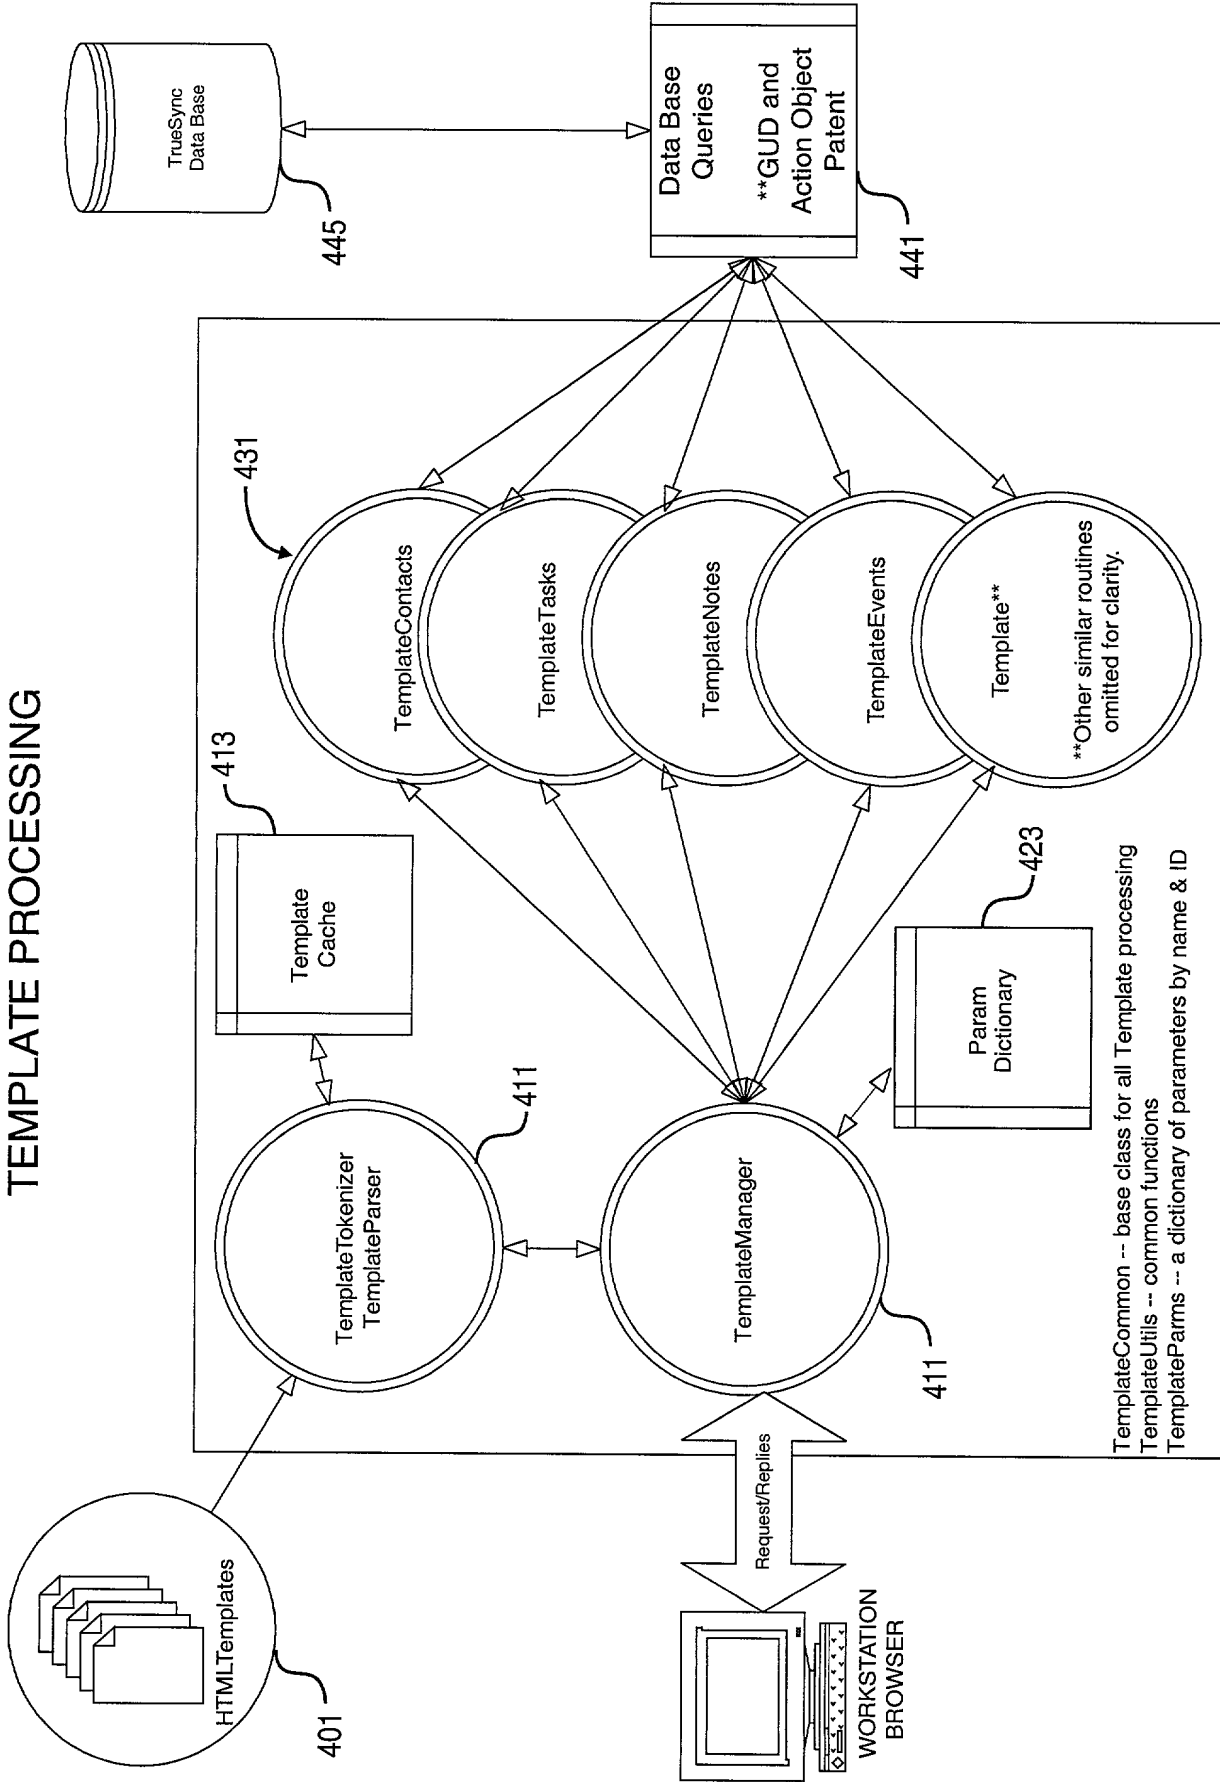 TEMPLATE PROCESSING
HTMLTemplates
401
TemplateTokenizer
TemplateParser
411
Template
Cache
413
431
TemplateContacts
TemplateTasks
TemplateNotes
TemplateEvents
Template**
**Other similar routines
omitted for clarity.
TrueSync
Data Base
445
Data Base
Queries
**GUD and
Action Object
Patent
441
WORKSTATION
BROWSER
Request/Replies
TemplateManager
411
Param
Dictionary
423
TemplateCommon -- base class for all Template processing
TemplateUtils -- common functions
TemplateParms -- a dictionary of parameters by name & ID